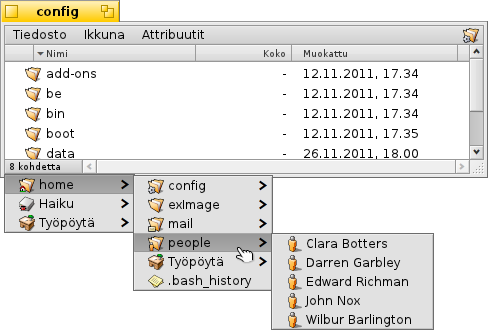 config
Tiedosto Ikkuna Attribuutit
Nimi Koko Muokattu
add-ons - 12.11.2011, 17.34
be - 12.11.2011, 17.34
bin - 12.11.2011, 17.34
boot - 12.11.2011, 17.35
data - 26.11.2011, 18.00
8 kohdetta
home
Haiku
Työpöytä
config
exImage
mail
people
Työpöytä
.bash_history
Clara Botters
Darren Garbley
Edward Richman
John Nox
Wilbur Barlington